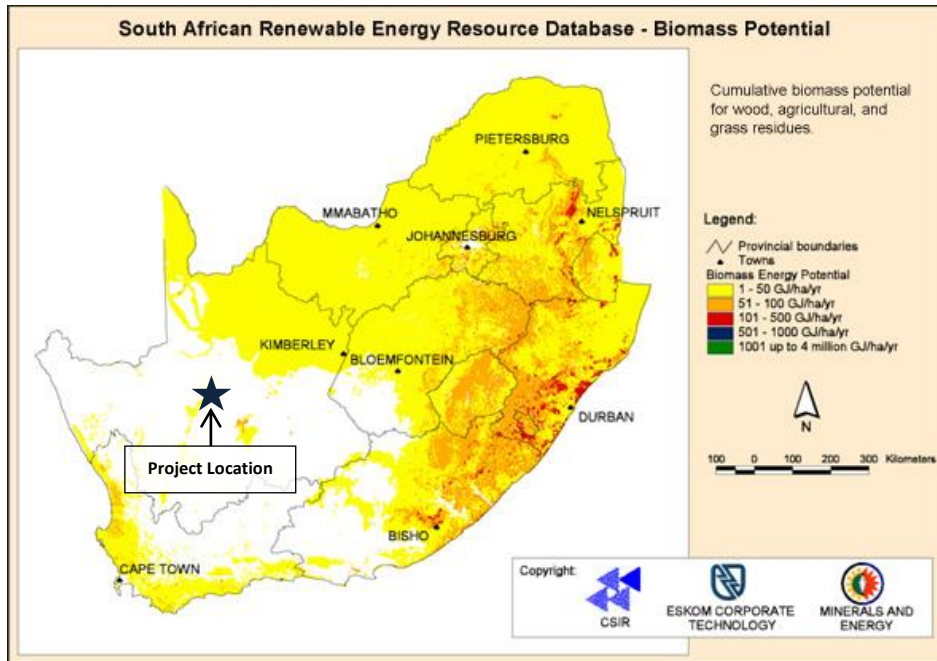 South African Renewable Energy Resource Database - Biomass Potential
Cumulative biomass potential
for wood, agricultural, and
grass residues.
PIETERSBURG
MMABATHO
NELSPRUIT
JOHANNESBURG
KIMBERLEY
BLOEMFONTEIN
DURBAN
Project Location
BISHO
CAPE TOWN
Legend:
Provincial boundaries
Towns
Biomass Energy Potential
1 - 50 GJ/ha/yr
51 - 100 GJ/ha/yr
101 - 500 GJ/ha/yr
501 - 1000 GJ/ha/yr
1001 up to 4 million GJ/ha/yr
N
100 0 100 200 300 Kilometers
Copyright:
CSIR
ESKOM CORPORATE
TECHNOLOGY
MINERALS AND
ENERGY